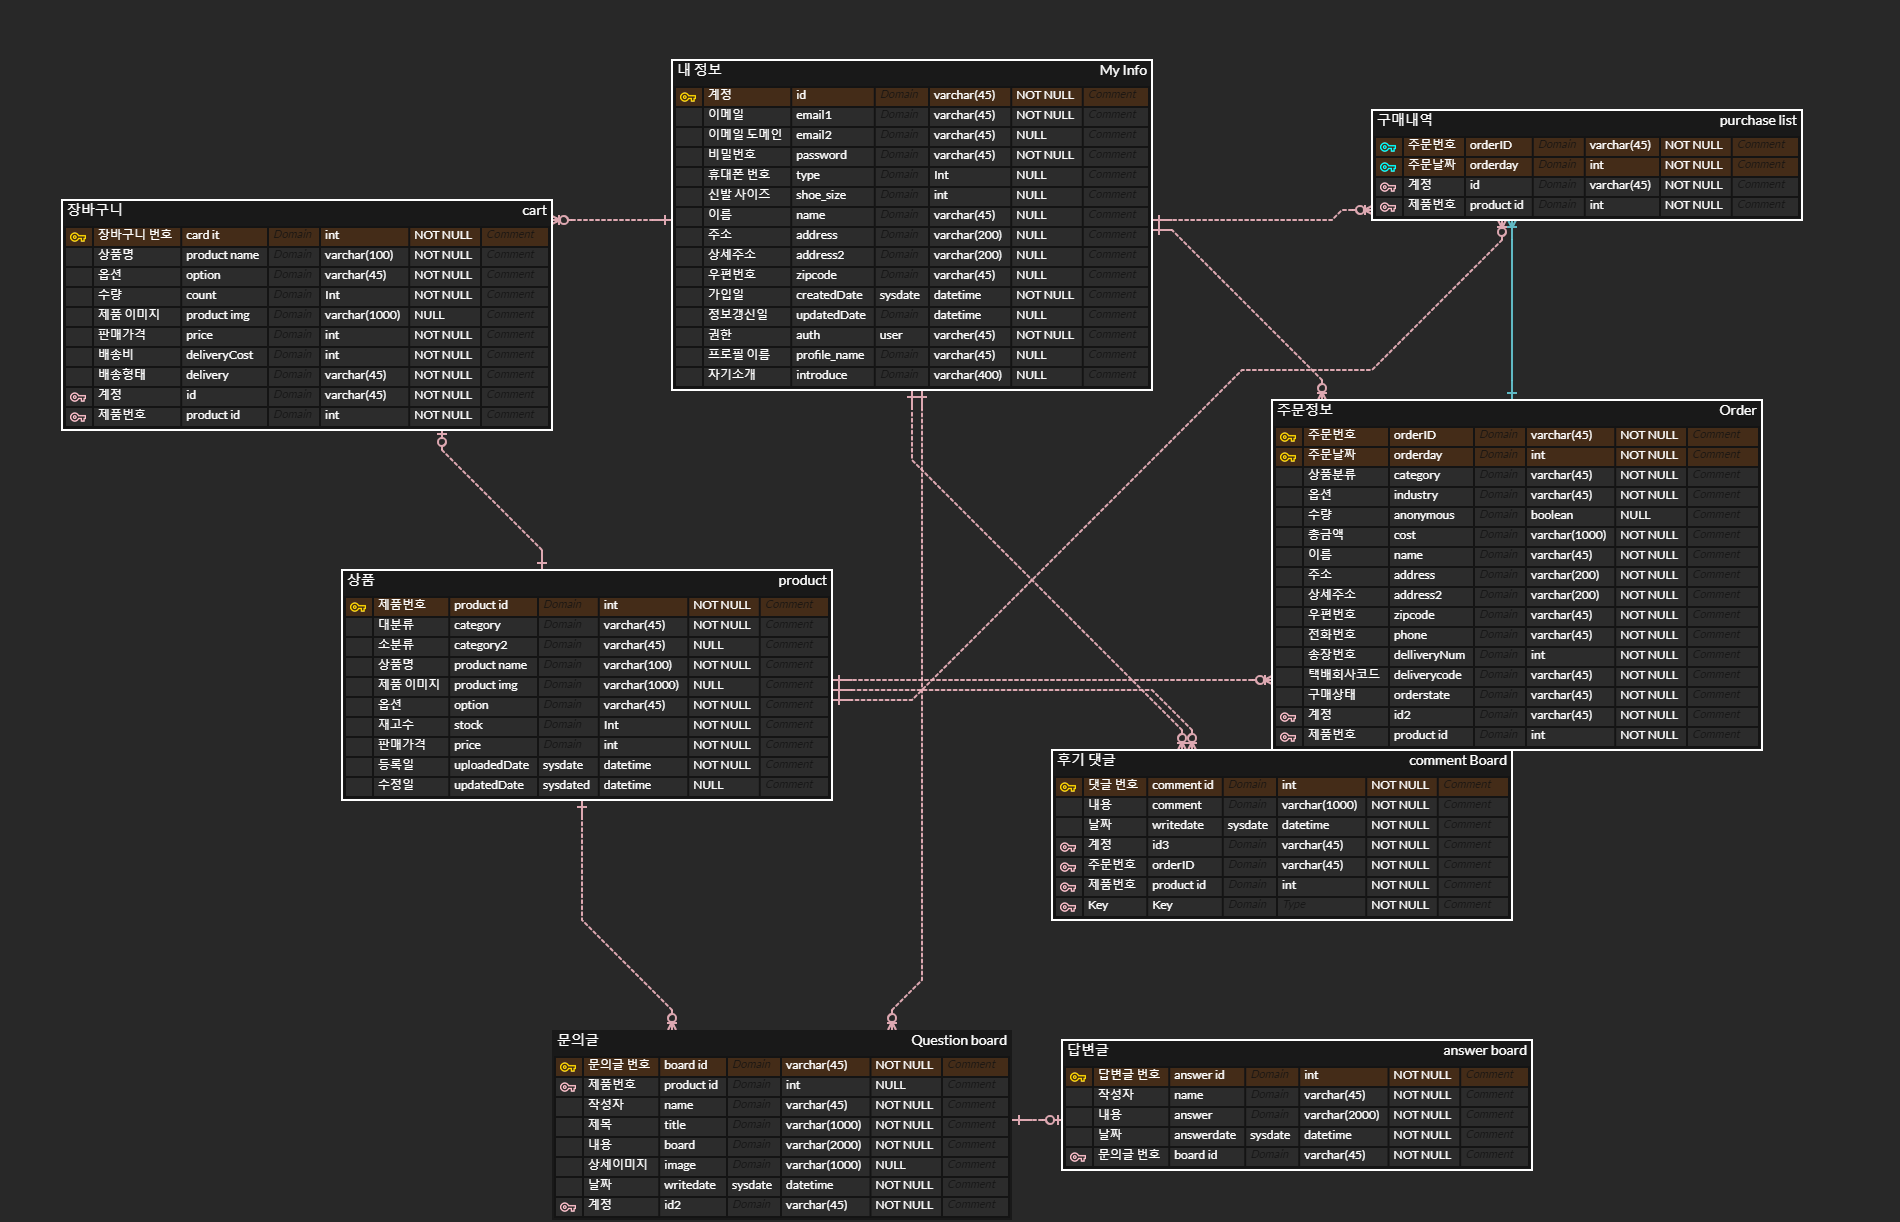 내 정보 My Info
계정 id Domain varchar(45) NOT NULL Comment
이메일 email1 Domain varchar(45) NOT NULL Comment
이메일 도메인 email2 Domain varchar(45) NULL Comment
비밀번호 password Domain varchar(45) NOT NULL Comment
휴대폰 번호 type Domain Int NULL Comment
신발 사이즈 shoe_size Domain int NULL Comment
이름 name Domain varchar(45) NULL Comment
주소 address Domain varchar(200) NULL Comment
상세주소 address2 Domain varchar(200) NULL Comment
우편번호 zipcode Domain varchar(45) NULL Comment
가입일 createdDate sysdate datetime NOT NULL Comment
정보갱신일 updatedDate Domain datetime NULL Comment
권한 auth user varcher(45) NOT NULL Comment
프로필 이름 profile_name Domain varchar(45) NULL Comment
자기소개 introduce Domain varchar(400) NULL Comment
구매내역 purchase list
주문번호 orderID Domain varchar(45) NOT NULL Comment
주문날짜 orderday Domain int NOT NULL Comment
계정 id Domain varchar(45) NOT NULL Comment
제품번호 product id Domain int NOT NULL Comment
장바구니 cart
장바구니 번호 card it Domain int NOT NULL Comment
상품명 product name Domain varchar(100) NOT NULL Comment
옵션 option Domain varchar(45) NOT NULL Comment
수량 count Domain Int NOT NULL Comment
제품 이미지 product img Domain varchar(1000) NULL Comment
판매가격 price Domain int NOT NULL Comment
배송비 deliveryCost Domain int NOT NULL Comment
배송형태 delivery Domain varchar(45) NOT NULL Comment
계정 id Domain varchar(45) NOT NULL Comment
제품번호 product id Domain int NOT NULL Comment
주문정보 Order
주문번호 orderID Domain varchar(45) NOT NULL Comment
주문날짜 orderday Domain int NOT NULL Comment
상품분류 category Domain varchar(45) NOT NULL Comment
옵션 industry Domain varchar(45) NOT NULL Comment
수량 anonymous Domain boolean NULL Comment
총금액 cost Domain varchar(1000) NOT NULL Comment
이름 name Domain varchar(45) NOT NULL Comment
주소 address Domain varchar(200) NOT NULL Comment
상세주소 address2 Domain varchar(200) NOT NULL Comment
우편번호 zipcode Domain varchar(45) NOT NULL Comment
전화번호 phone Domain varchar(45) NOT NULL Comment
송장번호 delliveryNum Domain int NOT NULL Comment
택배회사코드 deliverycode Domain varchar(45) NOT NULL Comment
구매상태 orderstate Domain varchar(45) NOT NULL Comment
계정 id2 Domain varchar(45) NOT NULL Comment
제품번호 product id Domain int NOT NULL Comment
상품 product
제품번호 product id Domain int NOT NULL Comment
대분류 category Domain varchar(45) NOT NULL Comment
소분류 category2 Domain varchar(45) NULL Comment
상품명 product name Domain varchar(100) NOT NULL Comment
제품 이미지 product img Domain varchar(1000) NULL Comment
옵션 option Domain varchar(45) NOT NULL Comment
재고수 stock Domain Int NOT NULL Comment
판매가격 price Domain int NOT NULL Comment
등록일 uploadedDate sysdate datetime NOT NULL Comment
수정일 updatedDate sysdated datetime NULL Comment
후기 댓글 comment Board
댓글 번호 comment id Domain int NOT NULL Comment
내용 comment Domain varchar(1000) NOT NULL Comment
날짜 writedate sysdate datetime NOT NULL Comment
계정 id3 Domain varchar(45) NOT NULL Comment
주문번호 orderID Domain varchar(45) NOT NULL Comment
제품번호 product id Domain int NOT NULL Comment
Key Key Domain Type NOT NULL Comment
문의글 Question board
문의글 번호 board id Domain varchar(45) NOT NULL Comment
제품번호 product id Domain int NULL Comment
작성자 name Domain varchar(45) NOT NULL Comment
제목 title Domain varchar(1000) NOT NULL Comment
내용 board Domain varchar(2000) NOT NULL Comment
상세이미지 image Domain varchar(1000) NULL Comment
날짜 writedate sysdate datetime NOT NULL Comment
계정 id2 Domain varchar(45) NOT NULL Comment
답변글 answer board
답변글 번호 answer id Domain int NOT NULL Comment
작성자 name Domain varchar(45) NOT NULL Comment
내용 answer Domain varchar(2000) NOT NULL Comment
날짜 answerdate sysdate datetime NOT NULL Comment
문의글 번호 board id Domain varchar(45) NOT NULL Comment